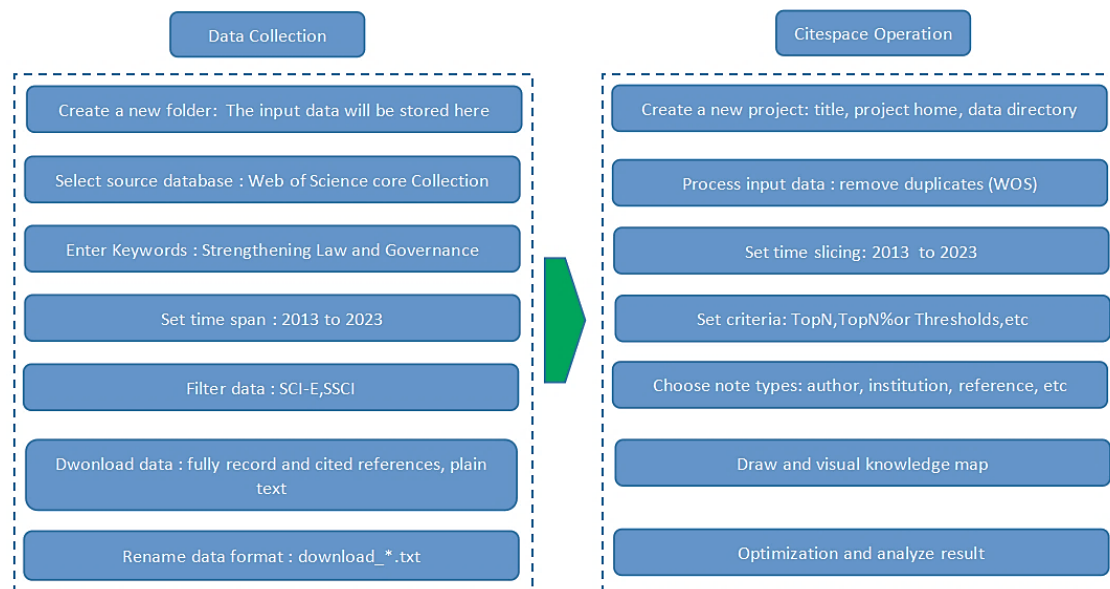 Data Collection
Create a new folder: The input data will be stored here
Select source database : Web of Science core Collection
Enter Keywords : Strengthening Law and Governance
Set time span : 2013 to 2023
Filter data : SCI-E,SSCI
Dwonload data : fully record and cited references, plain
text
Rename data format : download_*.txt
Citespace Operation
Create a new project: title, project home, data directory
Process input data : remove duplicates (WOS)
Set time slicing: 2013 to 2023
Set criteria: TopN,TopN%or Thresholds,etc
Choose note types: author, institution, reference, etc
Draw and visual knowledge map
Optimization and analyze result